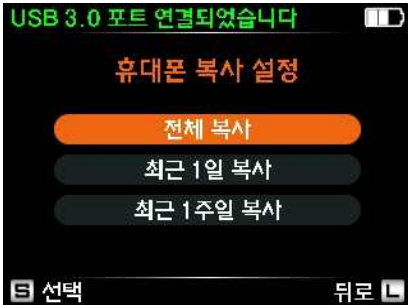 USB 3.0 포트 연결되었습니다
휴대폰 복사 설정
전체 복사
최근 1일 복사
최근 1주일 복사
S 선택 뒤로 L